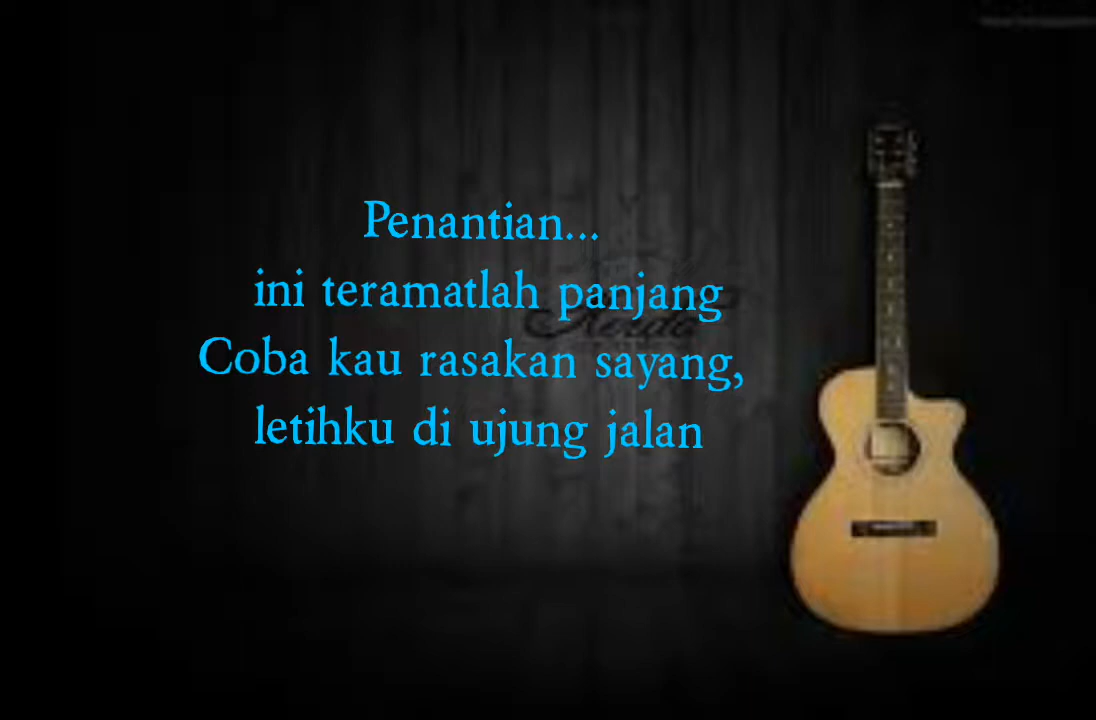 Penantian...
ini teramatlah panjang
Coba kau rasakan sayang,
letihku di ujung jalan